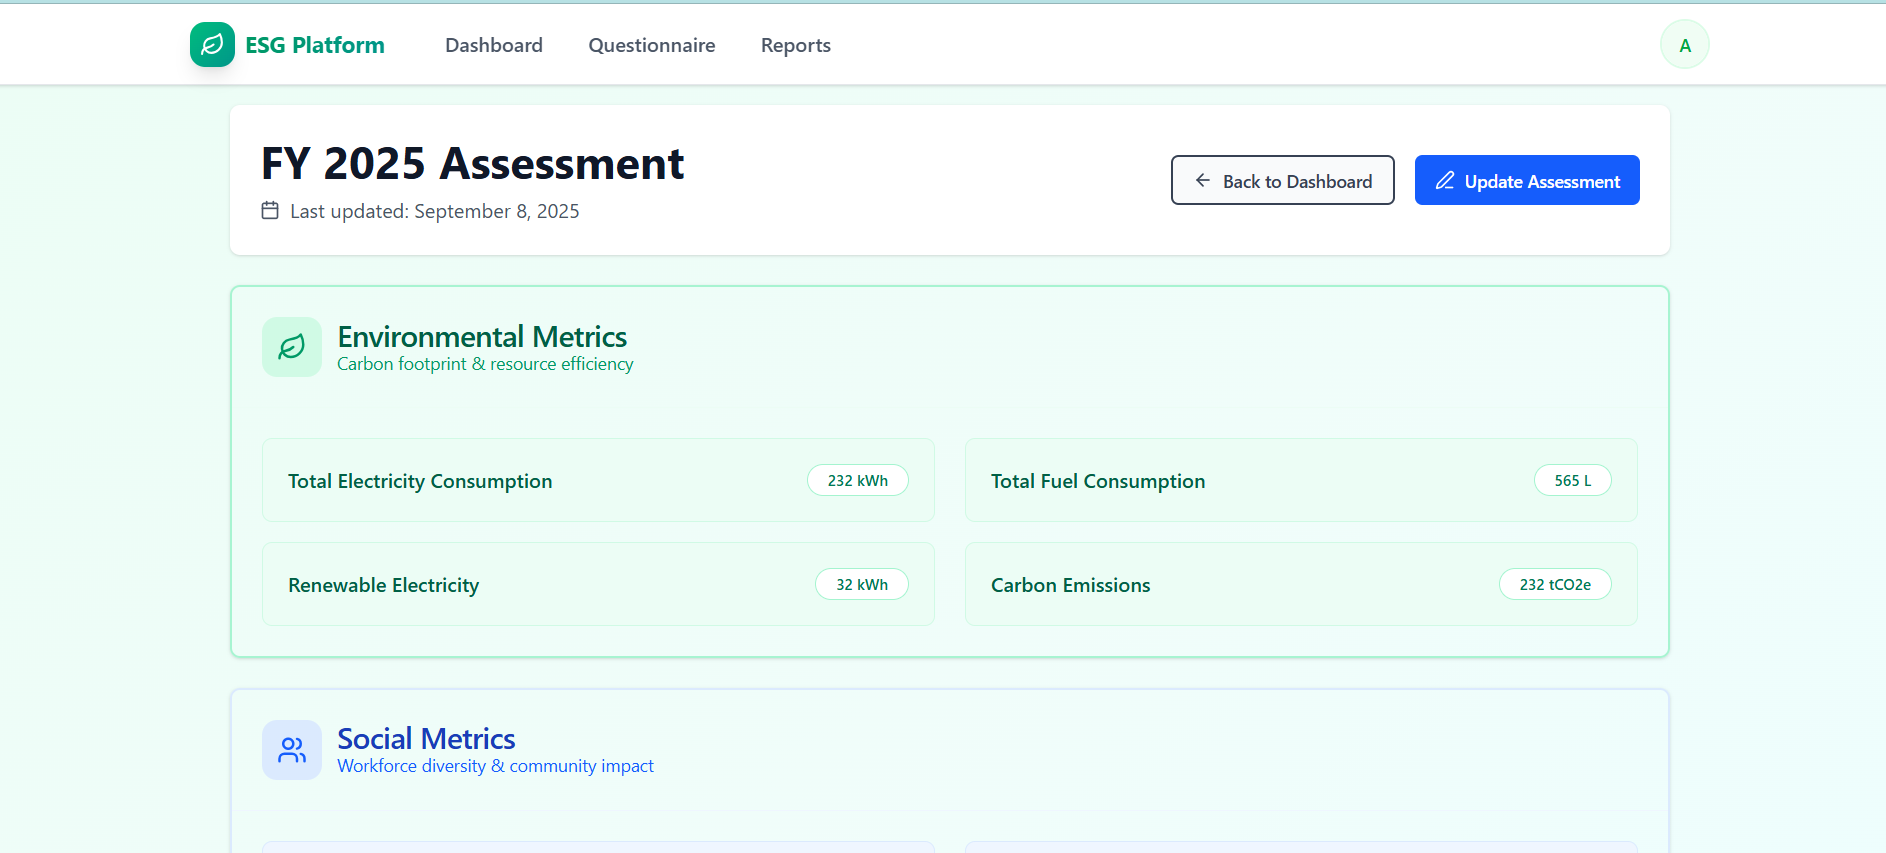 ESG Platform Dashboard Questionnaire Reports A
FY 2025 Assessment
Last updated: September 8, 2025
Back to Dashboard
Update Assessment
Environmental Metrics
Carbon footprint & resource efficiency
Total Electricity Consumption 232 kWh
Total Fuel Consumption 565 L
Renewable Electricity 32 kWh
Carbon Emissions 232 tCO2e
Social Metrics
Workforce diversity & community impact